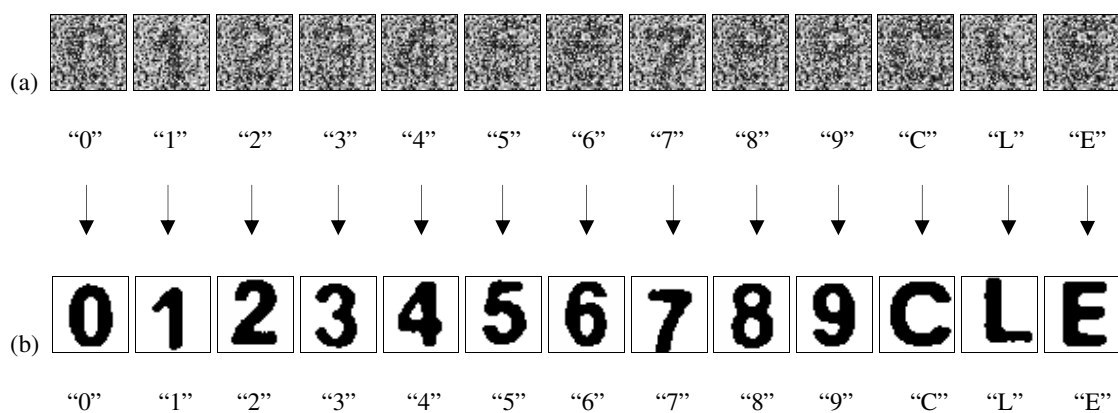 (a)
“0” “1” “2” “3” “4” “5” “6” “7” “8” “9” “C” “L” “E”
(b) 0 1 2 3 4 5 6 7 8 9 C L E
“0” “1” “2” “3” “4” “5” “6” “7” “8” “9” “C” “L” “E”